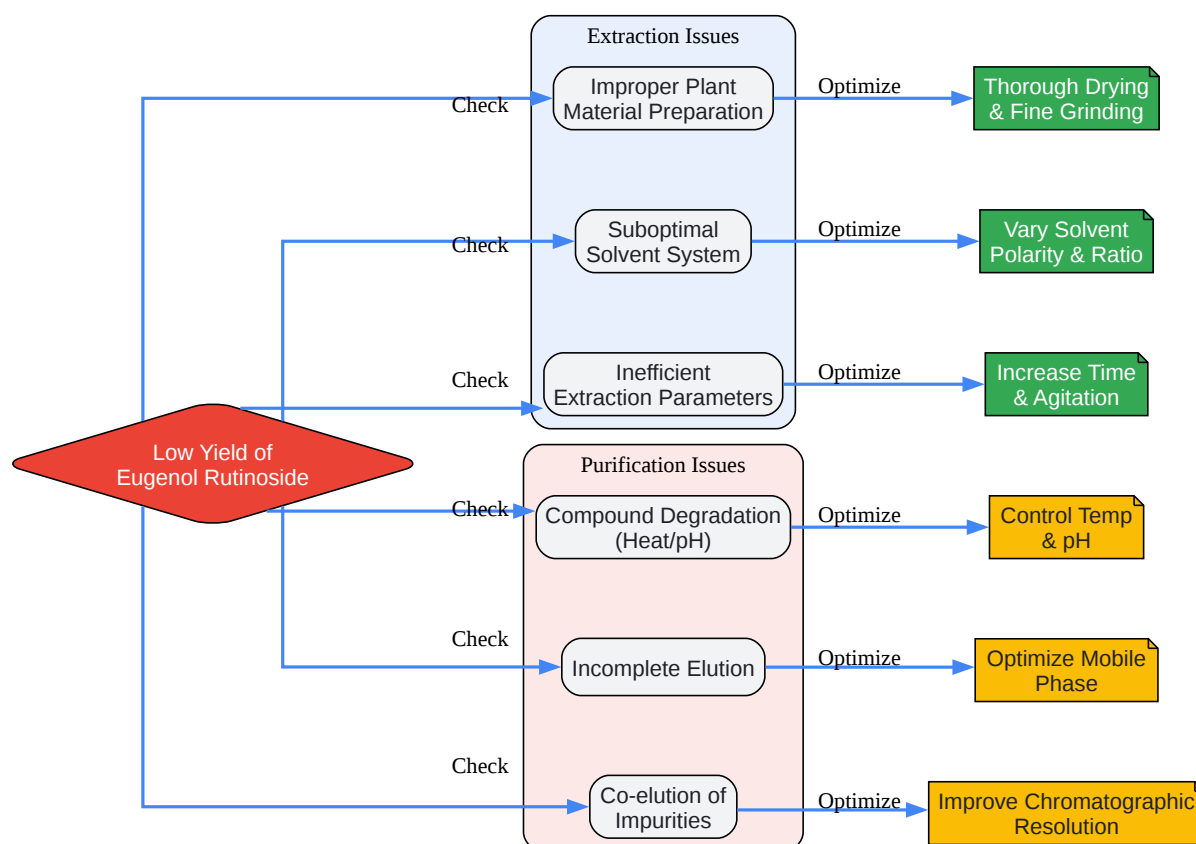 Extraction Issues
Check
Improper Plant
Material Preparation
Optimize
Thorough Drying
& Fine Grinding
Check
Suboptimal
Solvent System
Optimize
Vary Solvent
Polarity & Ratio
Check
Inefficient
Extraction Parameters
Optimize
Increase Time
& Agitation
Low Yield of
Eugenol Rutinoside
Purification Issues
Check
Compound Degradation
(Heat/pH)
Optimize
Control Temp
& pH
Check
Incomplete Elution
Optimize
Optimize Mobile
Phase
Check
Co-elution of
Impurities
Optimize
Improve Chromatographic
Resolution